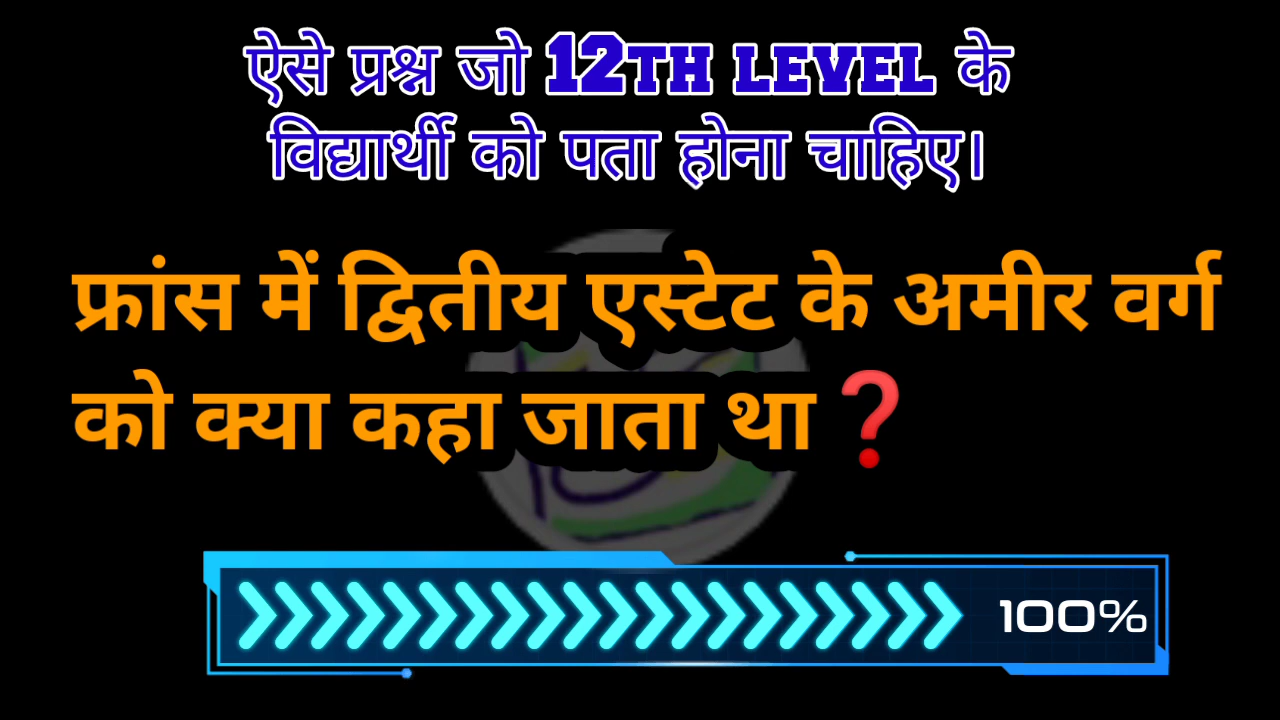 ऐसे प्रश्न जो 12TH LEVEL के
विद्यार्थी को पता होना चाहिए।
फ्रांस में द्वितीय एस्टेट के अमीर वर्ग
को क्या कहा जाता था❓
100%